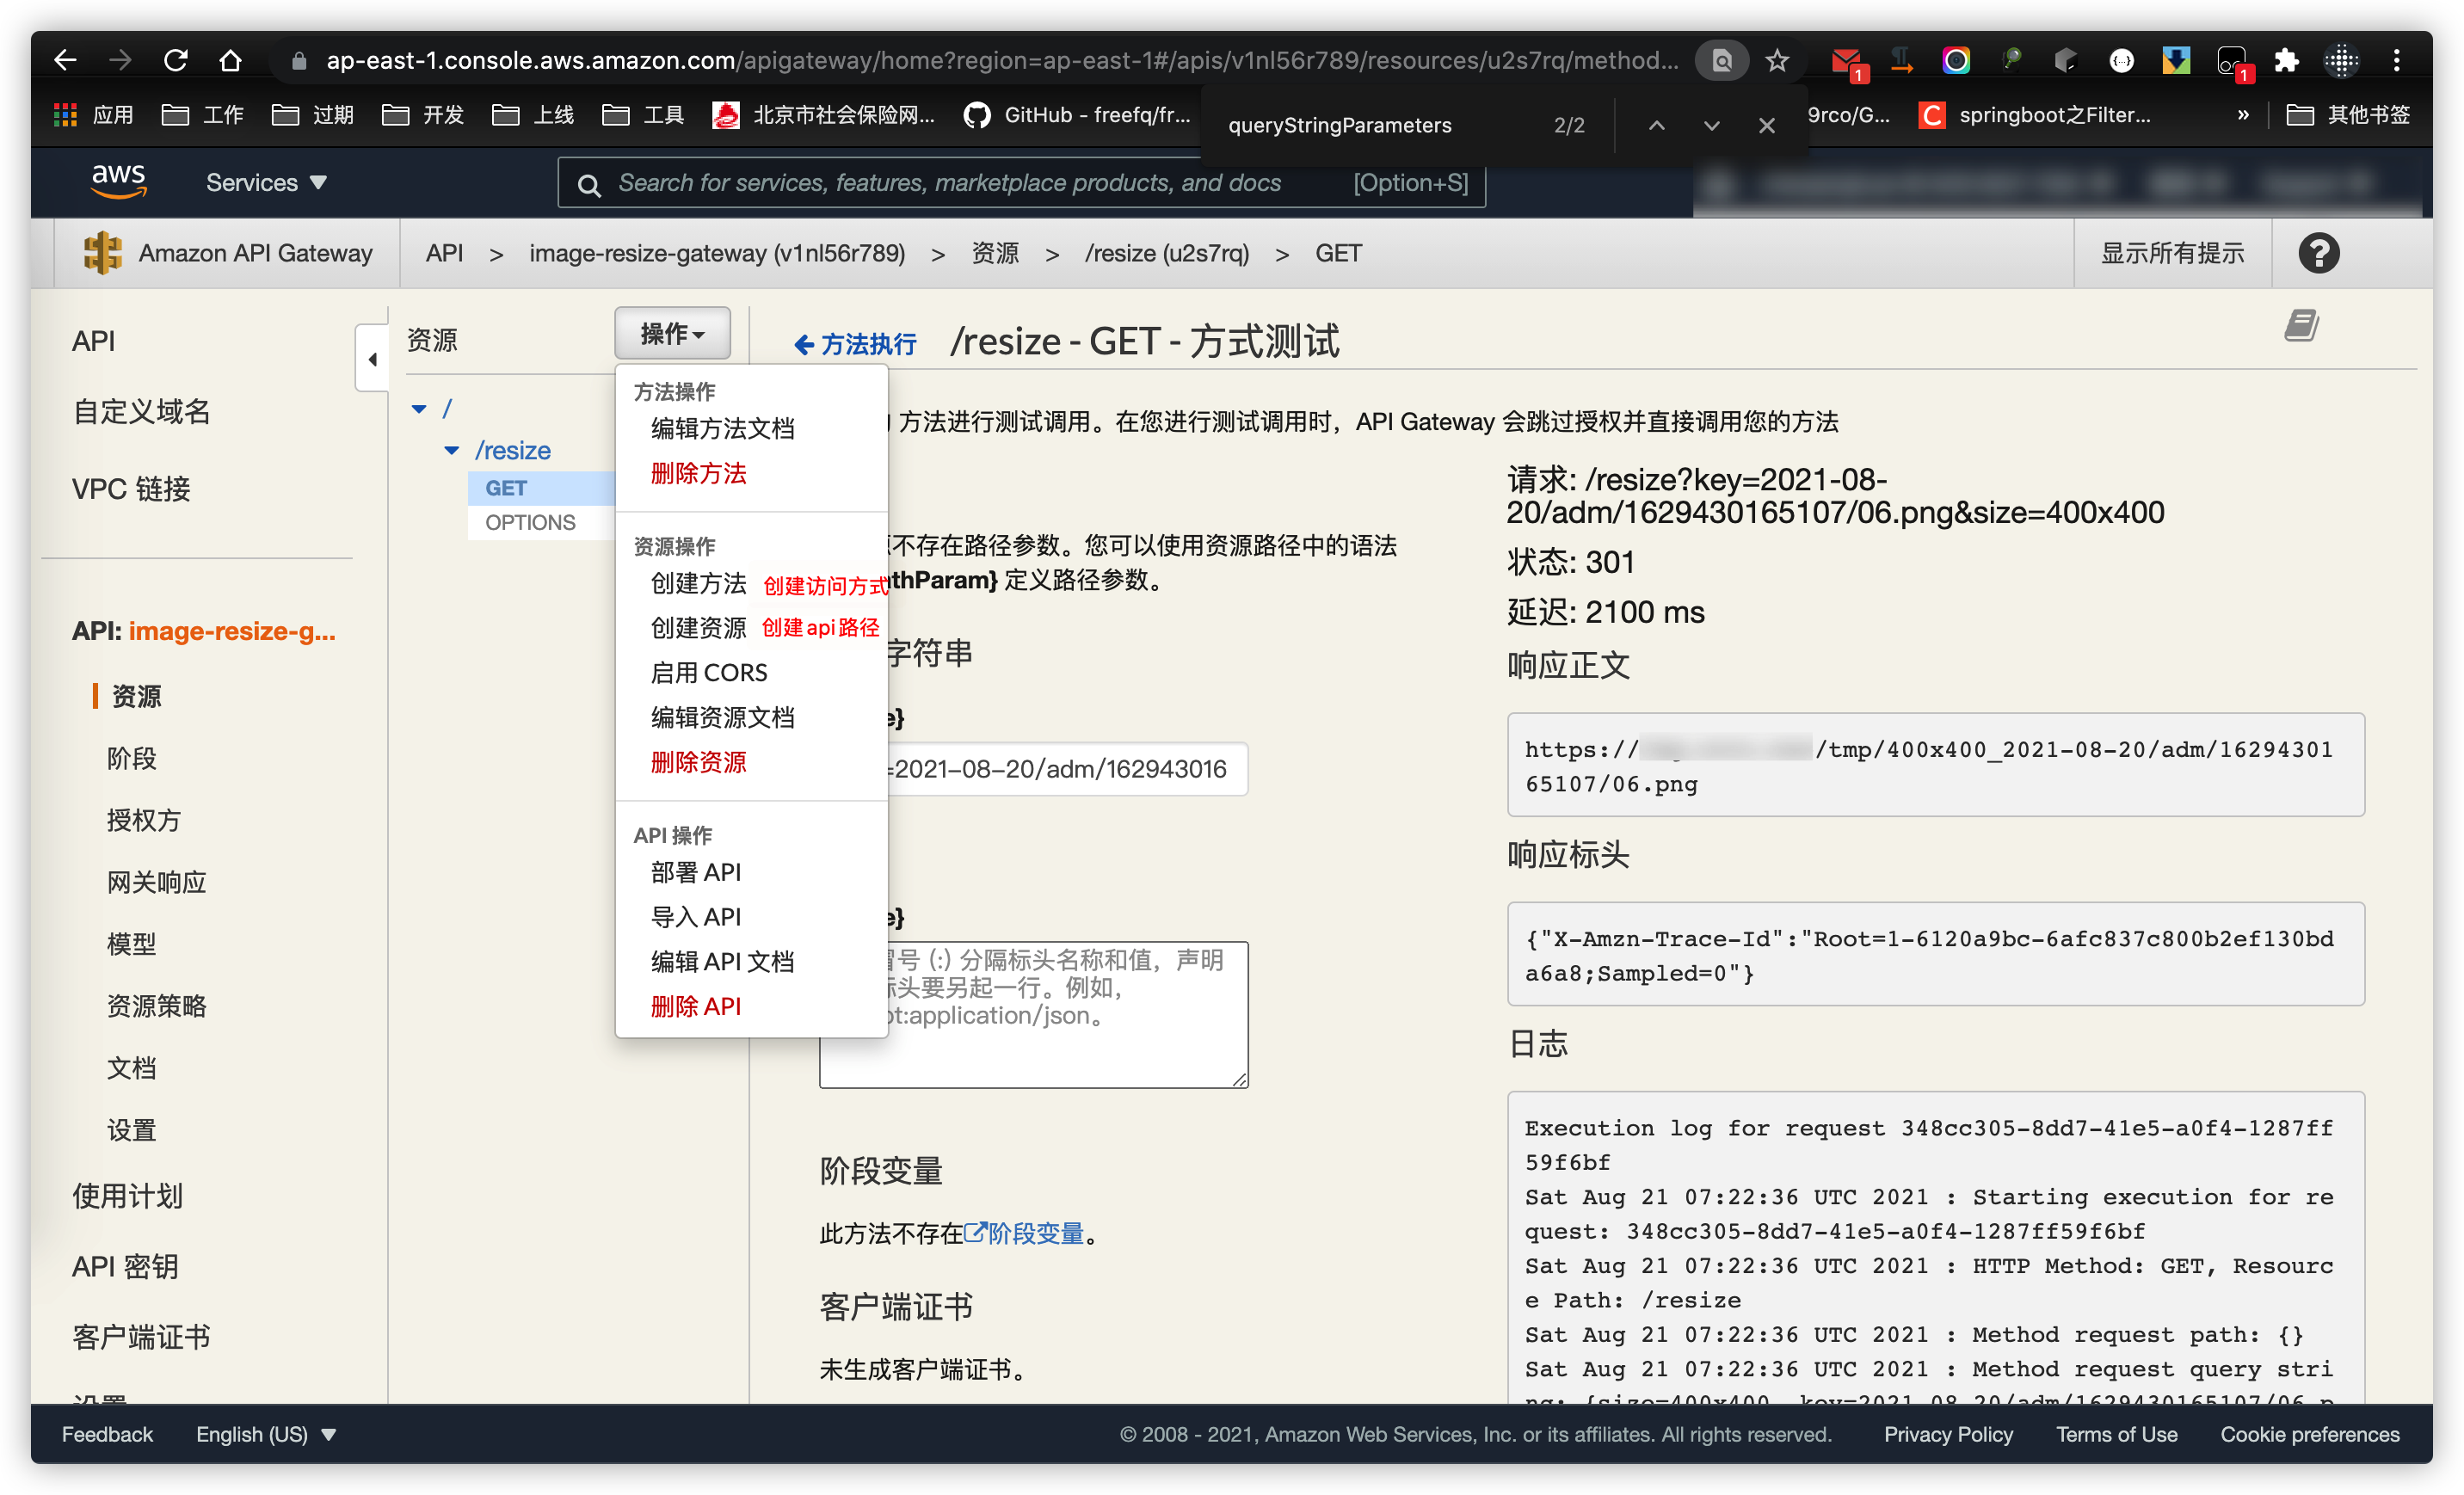 ap-east-1.console.aws.amazon.com/apigateway/home?region=ap-east-1#/apis/v1nl56r789/resources/u2s7rq/method...
1
1
应用 工作 过期 开发 上线 工具 北京市社会保险网... GitHub - freefq/fr... 9rco/G... springboot之Filter... » 其他书签
queryStringParameters 2/2
aws Services Search for services, features, marketplace products, and docs [Option+S]
Amazon API Gateway API > image-resize-gateway (v1nl56r789) > 资源 > /resize (u2s7rq) > GET 显示所有提示
API
自定义域名
VPC 链接
API: image-resize-g...
资源
阶段
授权方
网关响应
模型
资源策略
文档
设置
使用计划
API 密钥
客户端证书
资源 操作
/
/resize
GET
OPTIONS
方法操作
编辑方法文档
删除方法
资源操作
创建方法 创建访问方式
创建资源 创建api路径
启用 CORS
编辑资源文档
删除资源
API 操作
部署 API
导入 API
编辑 API 文档
删除 API
方法执行 /resize - GET - 方式测试
方法进行测试调用。在您进行测试调用时，API Gateway 会跳过授权并直接调用您的方法
不存在路径参数。您可以使用资源路径中的语法
thParam} 定义路径参数。
字符串
e}
=2021-08-20/adm/162943016
e}
号 (:) 分隔标头名称和值，声明
头要另起一行。例如，
pt:application/json。
阶段变量
此方法不存在阶段变量。
客户端证书
未生成客户端证书。
请求: /resize?key=2021-08-
20/adm/1629430165107/06.png&size=400x400
状态: 301
延迟: 2100 ms
响应正文
https:// /tmp/400x400_2021-08-20/adm/16294301
65107/06.png
响应标头
{"X-Amzn-Trace-Id":"Root=1-6120a9bc-6afc837c800b2ef130bd
a6a8;Sampled=0"}
日志
Execution log for request 348cc305-8dd7-41e5-a0f4-1287ff
59f6bf
Sat Aug 21 07:22:36 UTC 2021 : Starting execution for re
quest: 348cc305-8dd7-41e5-a0f4-1287ff59f6bf
Sat Aug 21 07:22:36 UTC 2021 : HTTP Method: GET, Resourc
e Path: /resize
Sat Aug 21 07:22:36 UTC 2021 : Method request path: {}
Sat Aug 21 07:22:36 UTC 2021 : Method request query stri
ng: {size=400x400, key=2021-08-20/adm/1629430165107/06.p
Feedback English (US) © 2008 - 2021, Amazon Web Services, Inc. or its affiliates. All rights reserved. Privacy Policy Terms of Use Cookie preferences